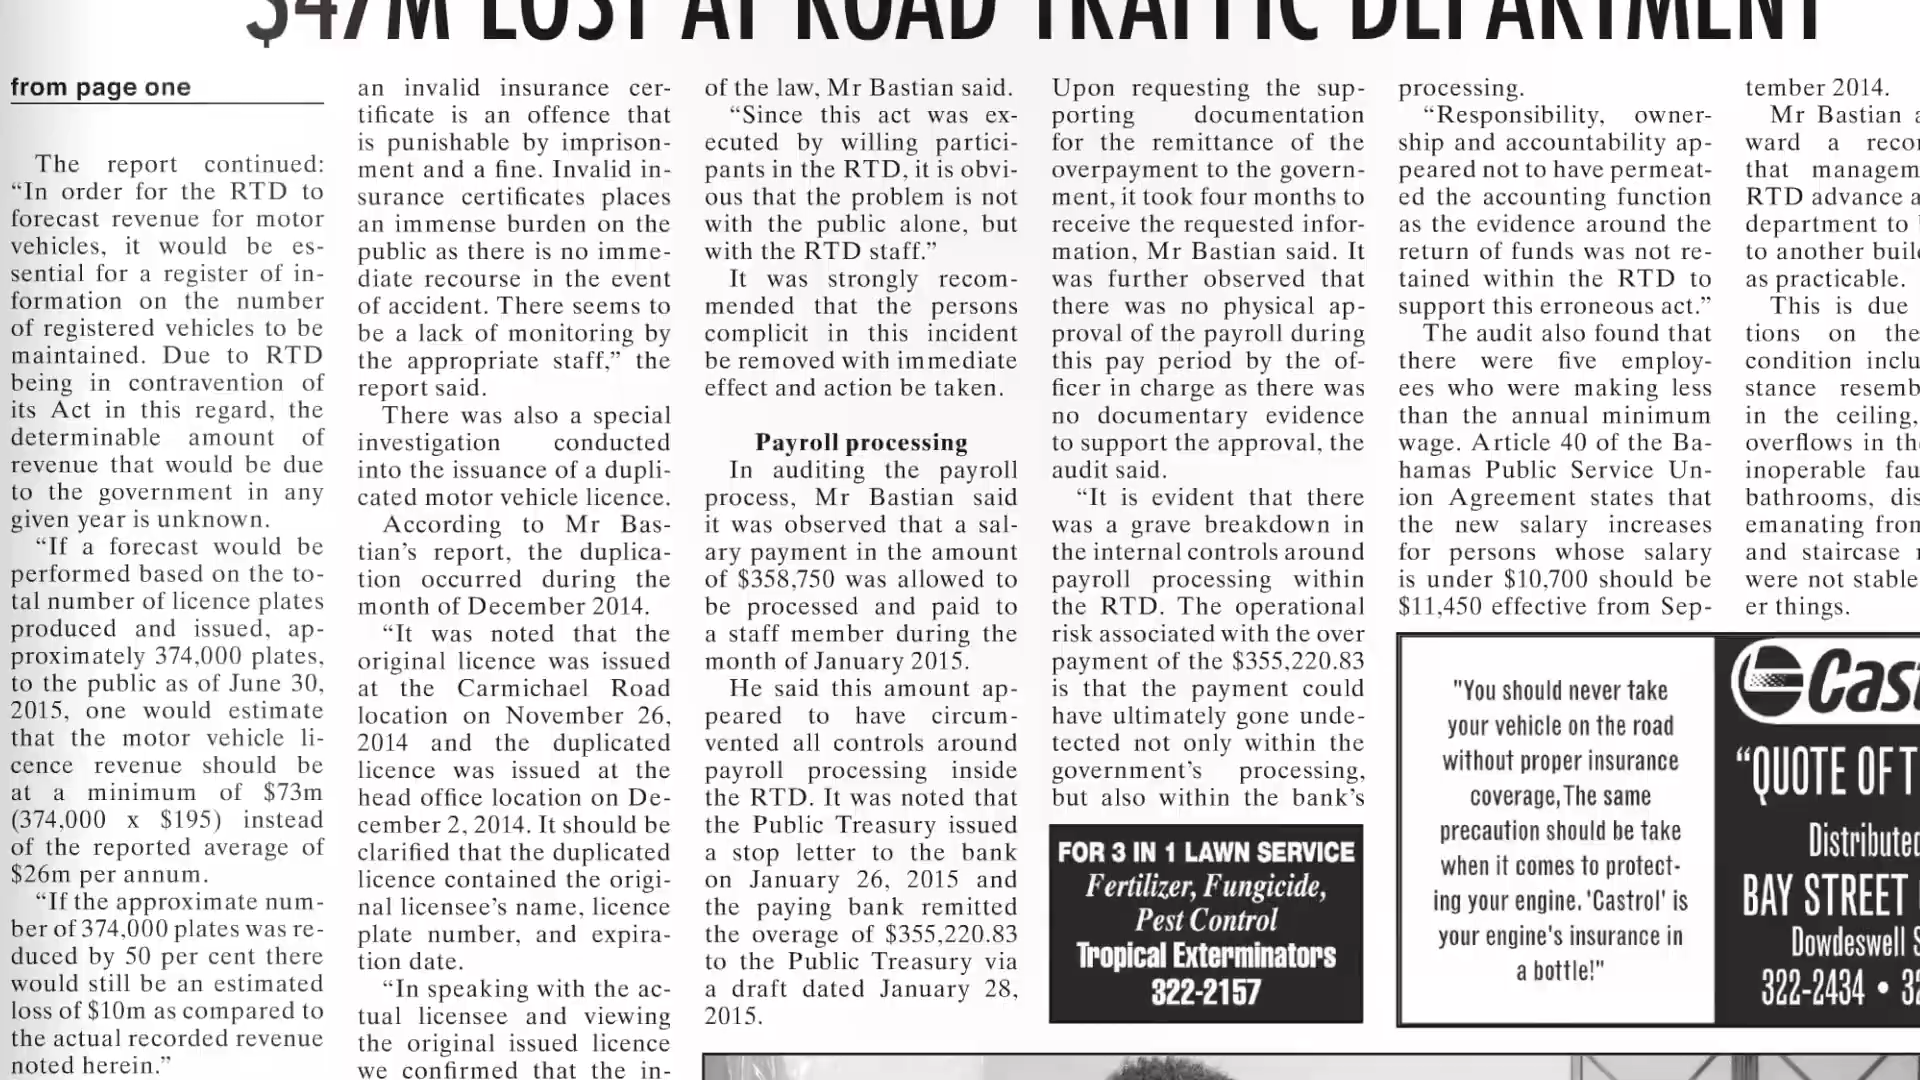 $47M LOST AT ROAD TRAFFIC DEPARTMENT
from page one
The report continued:
“In order for the RTD to
forecast revenue for motor
vehicles, it would be es-
sential for a register of in-
formation on the number
of registered vehicles to be
maintained. Due to RTD
being in contravention of
its Act in this regard, the
determinable amount of
revenue that would be due
to the government in any
given year is unknown.
“If a forecast would be
performed based on the to-
tal number of licence plates
produced and issued, ap-
proximately 374,000 plates,
to the public as of June 30,
2015, one would estimate
that the motor vehicle li-
cence revenue should be
at a minimum of $73m
(374,000 x $195) instead
of the reported average of
$26m per annum.
“If the approximate num-
ber of 374,000 plates was re-
duced by 50 per cent there
would still be an estimated
loss of $10m as compared to
the actual recorded revenue
noted herein.”
an invalid insurance cer-
tificate is an offence that
is punishable by imprison-
ment and a fine. Invalid in-
surance certificates places
an immense burden on the
public as there is no imme-
diate recourse in the event
of accident. There seems to
be a lack of monitoring by
the appropriate staff,” the
report said.
There was also a special
investigation conducted
into the issuance of a dupli-
cated motor vehicle licence.
According to Mr Bas-
tian’s report, the duplica-
tion occurred during the
month of December 2014.
“It was noted that the
original licence was issued
at the Carmichael Road
location on November 26,
2014 and the duplicated
licence was issued at the
head office location on De-
cember 2, 2014. It should be
clarified that the duplicated
licence contained the origi-
nal licensee’s name, licence
plate number, and expira-
tion date.
“In speaking with the ac-
tual licensee and viewing
the original issued licence
we confirmed that the in-
of the law, Mr Bastian said.
“Since this act was ex-
ecuted by willing partici-
pants in the RTD, it is obvi-
ous that the problem is not
with the public alone, but
with the RTD staff.”
It was strongly recom-
mended that the persons
complicit in this incident
be removed with immediate
effect and action be taken.
Payroll processing
In auditing the payroll
process, Mr Bastian said
it was observed that a sal-
ary payment in the amount
of $358,750 was allowed to
be processed and paid to
a staff member during the
month of January 2015.
He said this amount ap-
peared to have circum-
vented all controls around
payroll processing inside
the RTD. It was noted that
the Public Treasury issued
a stop letter to the bank
on January 26, 2015 and
the paying bank remitted
the overage of $355,220.83
to the Public Treasury via
a draft dated January 28,
2015.
Upon requesting the sup-
porting documentation
for the remittance of the
overpayment to the govern-
ment, it took four months to
receive the requested infor-
mation, Mr Bastian said. It
was further observed that
there was no physical ap-
proval of the payroll during
this pay period by the of-
ficer in charge as there was
no documentary evidence
to support the approval, the
audit said.
“It is evident that there
was a grave breakdown in
the internal controls around
payroll processing within
the RTD. The operational
risk associated with the over
payment of the $355,220.83
is that the payment could
have ultimately gone unde-
tected not only within the
government’s processing,
but also within the bank’s
FOR 3 IN 1 LAWN SERVICE
Fertilizer, Fungicide,
Pest Control
Tropical Exterminators
322-2157
processing.
“Responsibility, owner-
ship and accountability ap-
peared not to have permeat-
ed the accounting function
as the evidence around the
return of funds was not re-
tained within the RTD to
support this erroneous act.”
The audit also found that
there were five employ-
ees who were making less
than the annual minimum
wage. Article 40 of the Ba-
hamas Public Service Un-
ion Agreement states that
the new salary increases
for persons whose salary
is under $10,700 should be
$11,450 effective from Sep-
tember 2014.
Mr Bastian
ward a
that
RTD advance
department to
to another
as practicable.
This is due
tions on the
condition
stance
in the ceiling,
overflows in
inoperable
bathrooms,
emanating
and staircase
were not stable
er things.
"You should never take
your vehicle on the road
without proper insurance
coverage,The same
precaution should be take
when it comes to protect-
ing your engine. 'Castrol' is
your engine's insurance in
a bottle!"
Cas
“QUOTE OF T
Distributed
BAY STREET
Dowdeswell S
322-2434 • 32